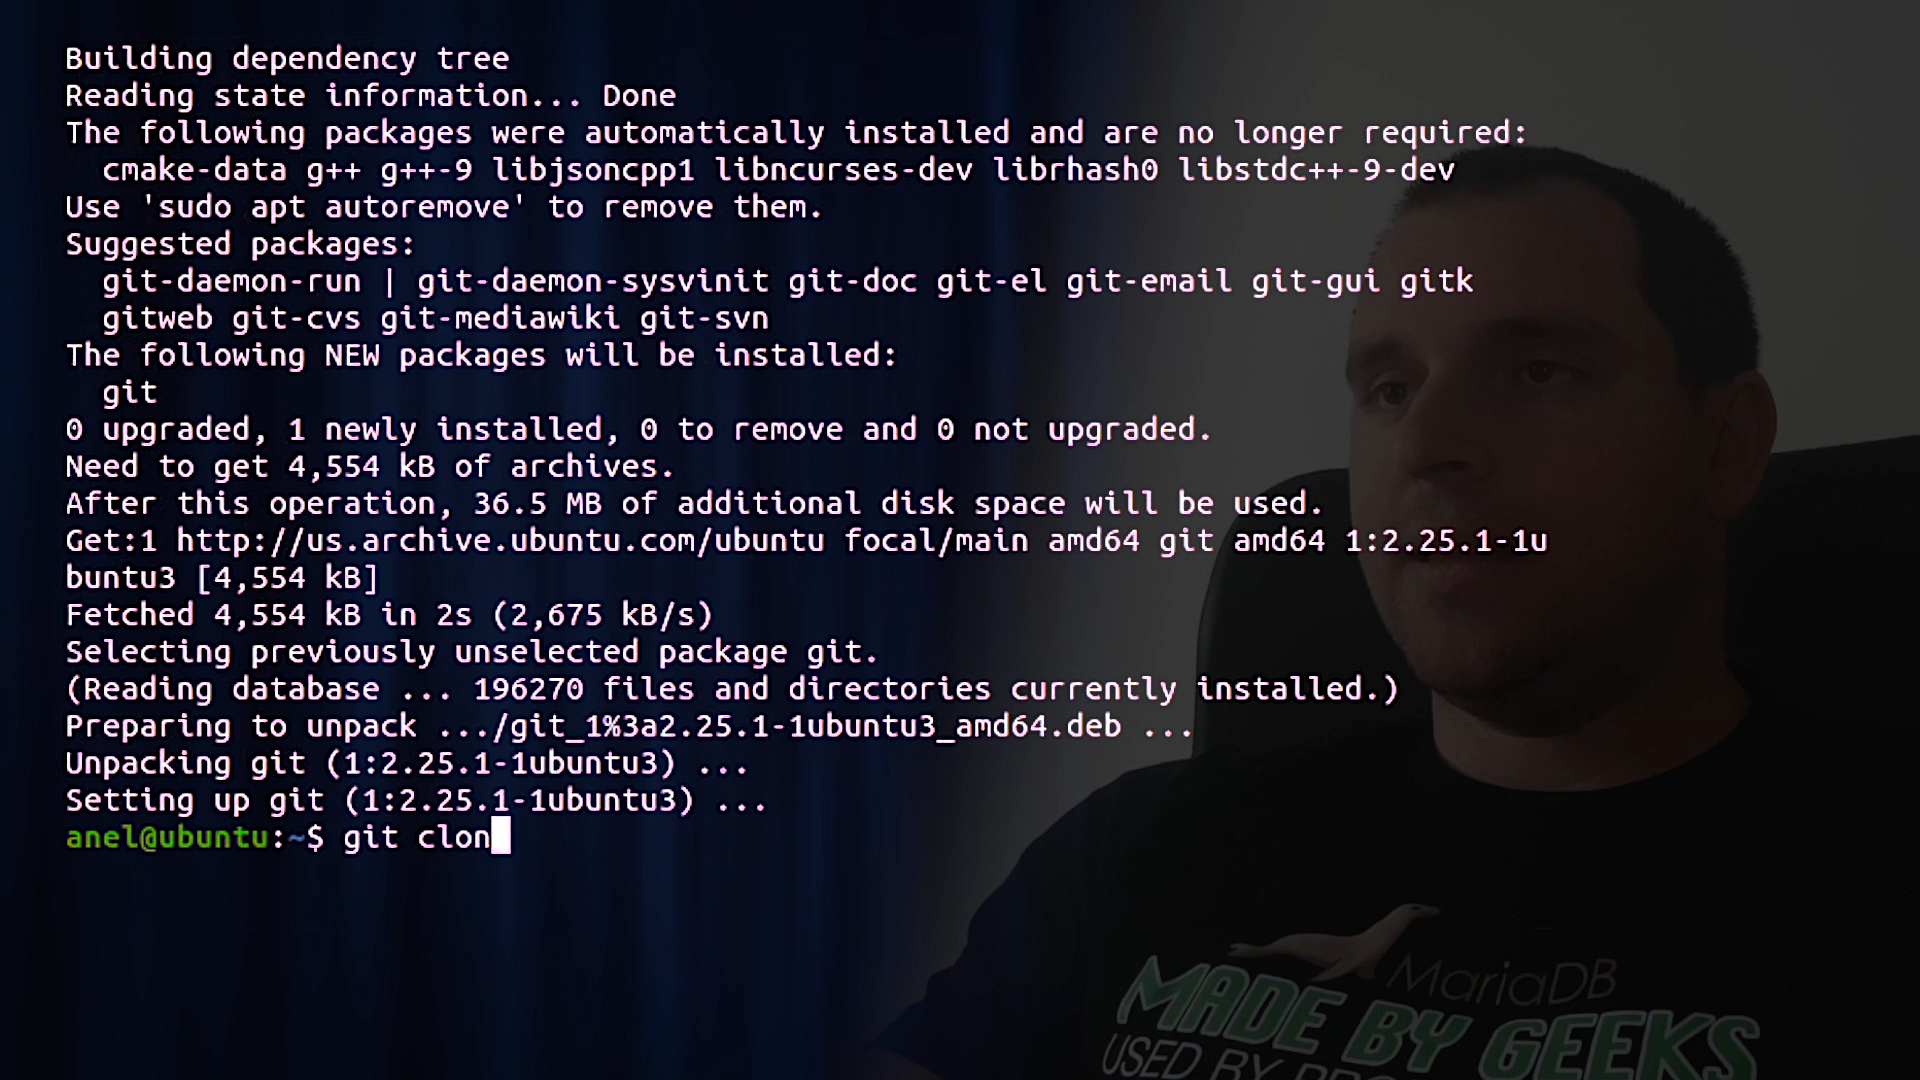 Building dependency tree
Reading state information... Done
The following packages were automatically installed and are no longer required:
  cmake-data g++ g++-9 libjsoncpp1 libncurses-dev librhash0 libstdc++-9-dev
Use 'sudo apt autoremove' to remove them.
Suggested packages:
  git-daemon-run | git-daemon-sysvinit git-doc git-el git-email git-gui gitk
  gitweb git-cvs git-mediawiki git-svn
The following NEW packages will be installed:
  git
0 upgraded, 1 newly installed, 0 to remove and 0 not upgraded.
Need to get 4,554 kB of archives.
After this operation, 36.5 MB of additional disk space will be used.
Get:1 http://us.archive.ubuntu.com/ubuntu focal/main amd64 git amd64 1:2.25.1-1u
buntu3 [4,554 kB]
Fetched 4,554 kB in 2s (2,675 kB/s)
Selecting previously unselected package git.
(Reading database ... 196270 files and directories currently installed.)
Preparing to unpack .../git_1%3a2.25.1-1ubuntu3_amd64.deb ...
Unpacking git (1:2.25.1-1ubuntu3) ...
Setting up git (1:2.25.1-1ubuntu3) ...
anel@ubuntu:~$ git clon
MariaDB
MADE BY GEEKS
USED BY